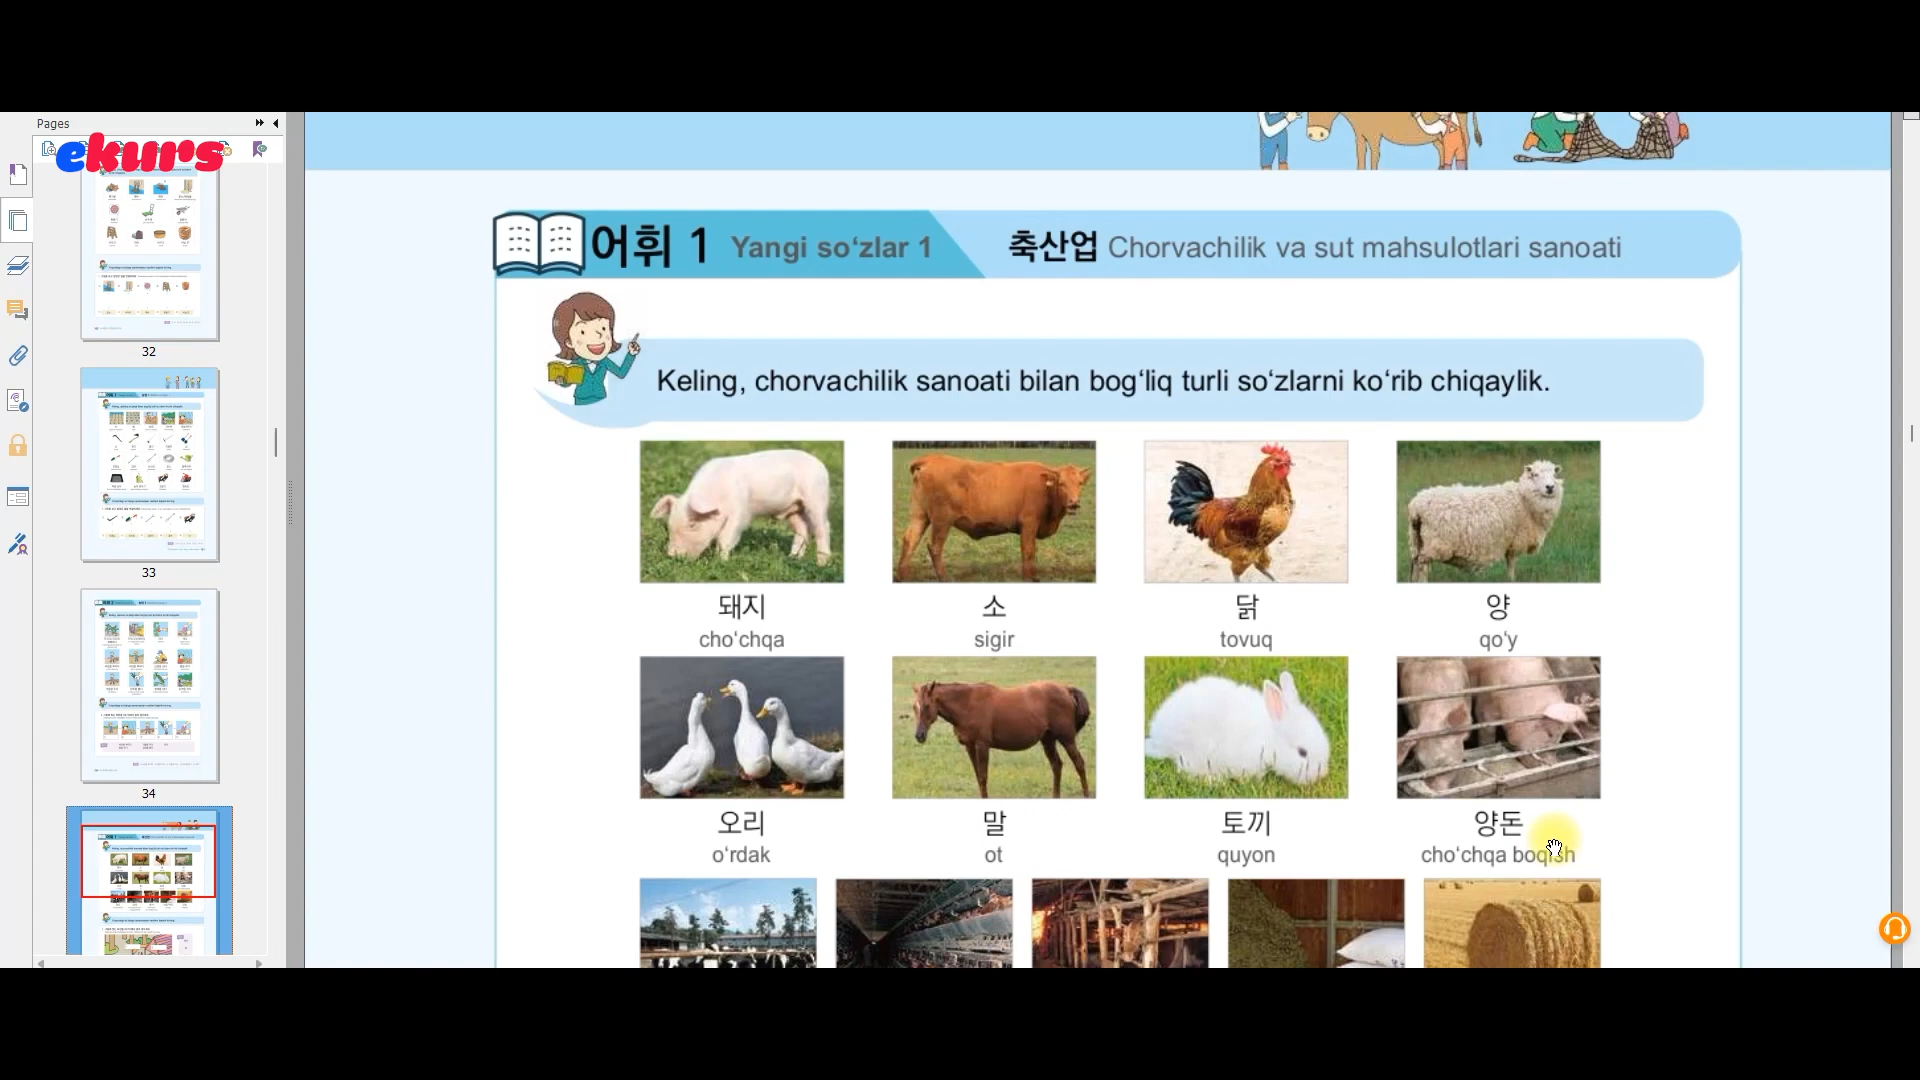 Pages
ekurs
32
33
34
어휘 1 Yangi so‘zlar 1 축산업 Chorvachilik va sut mahsulotlari sanoati
Keling, chorvachilik sanoati bilan bog‘liq turli so‘zlarni ko‘rib chiqaylik.
돼지 소 닭 양
cho‘chqa sigir tovuq qo‘y
오리 말 토끼 양돈
o‘rdak ot quyon cho‘chqa boqish